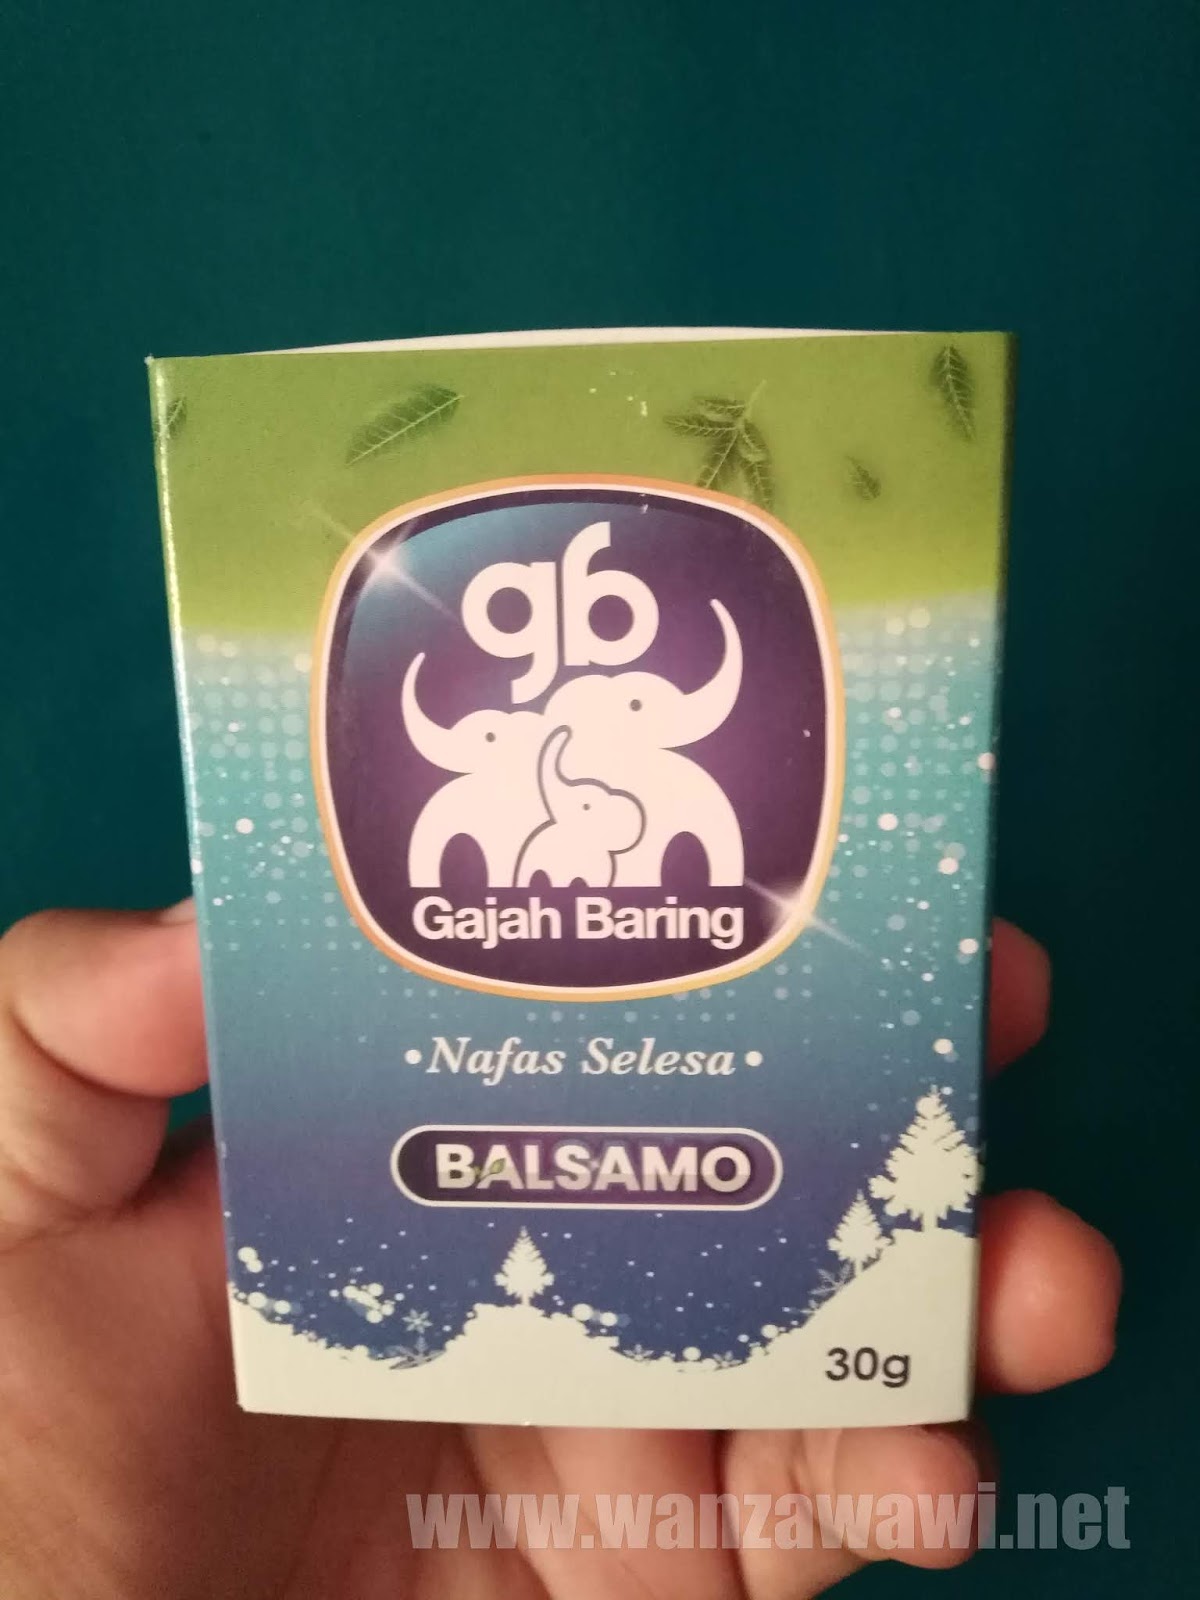 gb
Gajah Baring
•Nafas Selesa•
BALSAMO
30g
www.wanzawawi.net